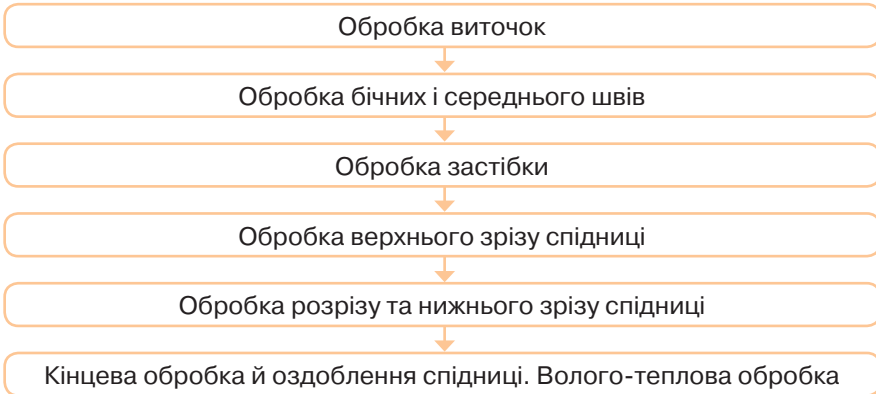 Обробка виточок
Обробка бічних і середнього швів
Обробка застібки
Обробка верхнього зрізу спідниці
Обробка розрізу та нижнього зрізу спідниці
Кінцева обробка й оздоблення спідниці. Волого-теплова обробка